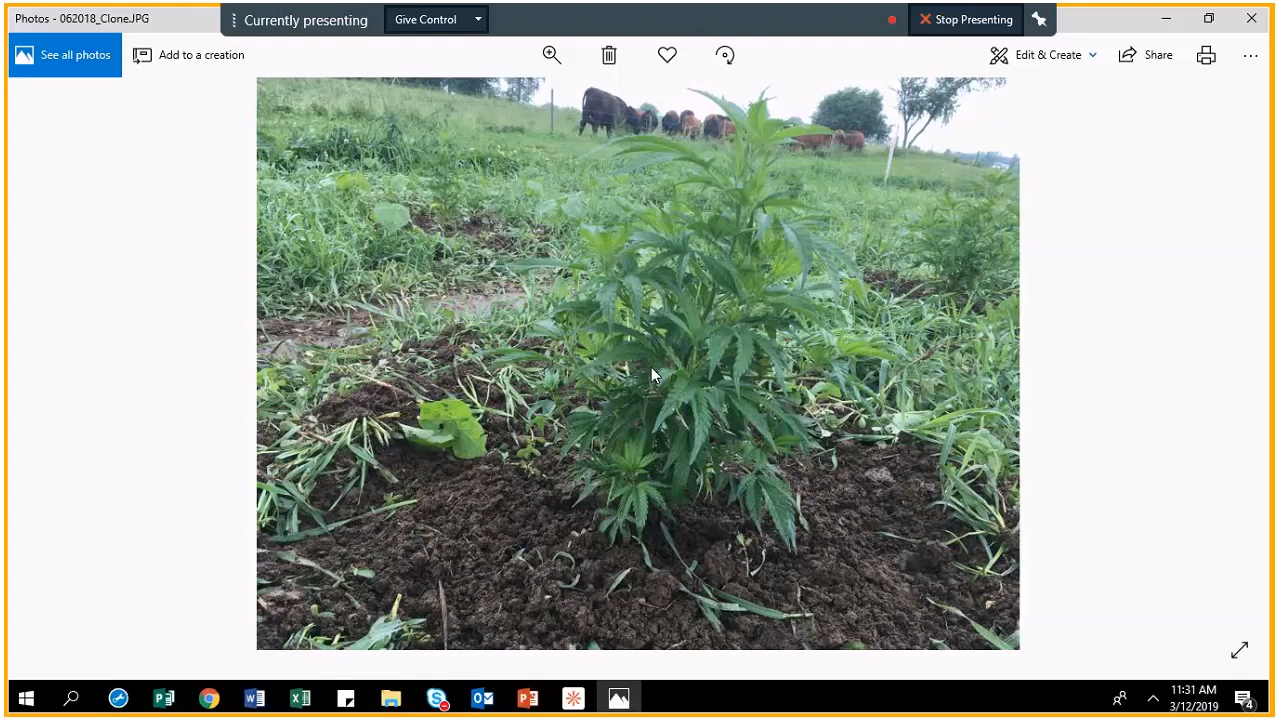 Photos - 062018_Clone.JPG
Currently presenting
Give Control
Stop Presenting
See all photos
Add to a creation
Edit & Create
Share
11:31 AM
3/12/2019
4